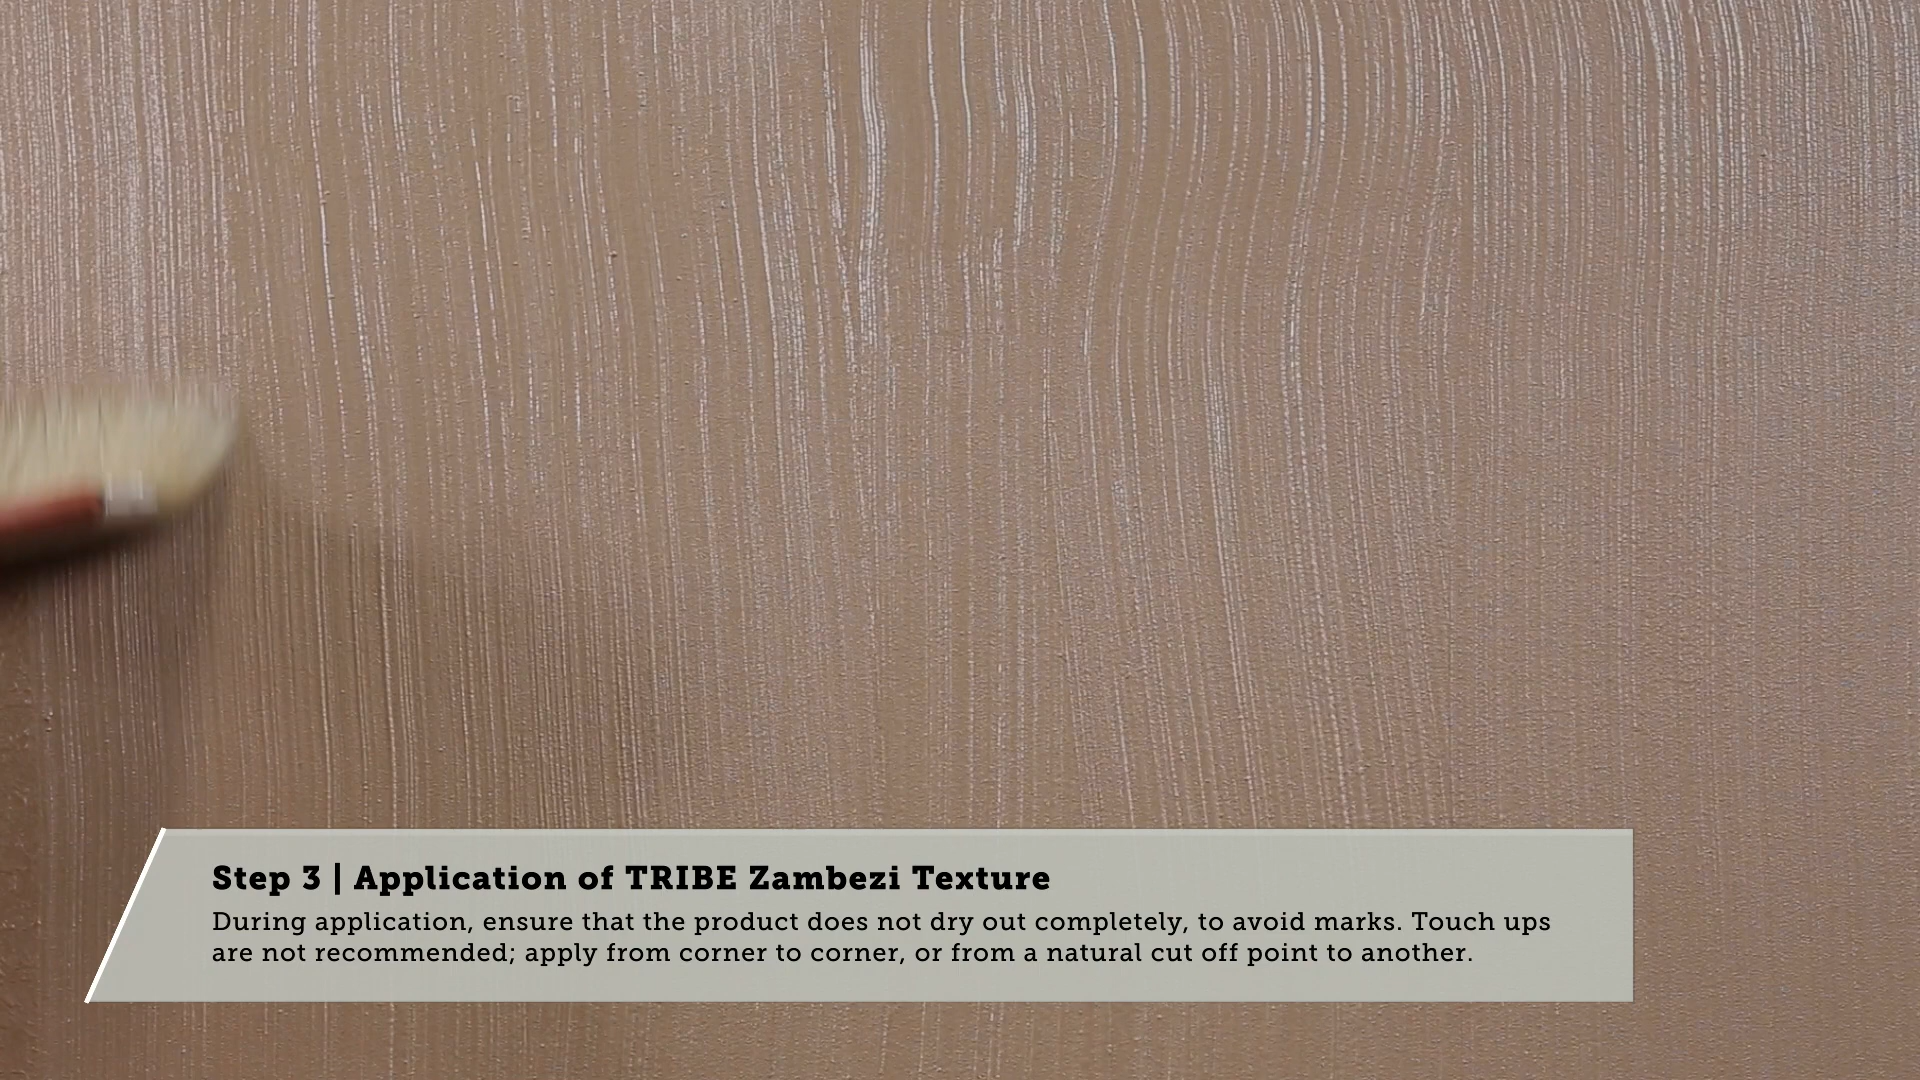 Step 3 | Application of TRIBE Zambezi Texture
During application, ensure that the product does not dry out completely, to avoid marks. Touch ups
are not recommended; apply from corner to corner, or from a natural cut off point to another.